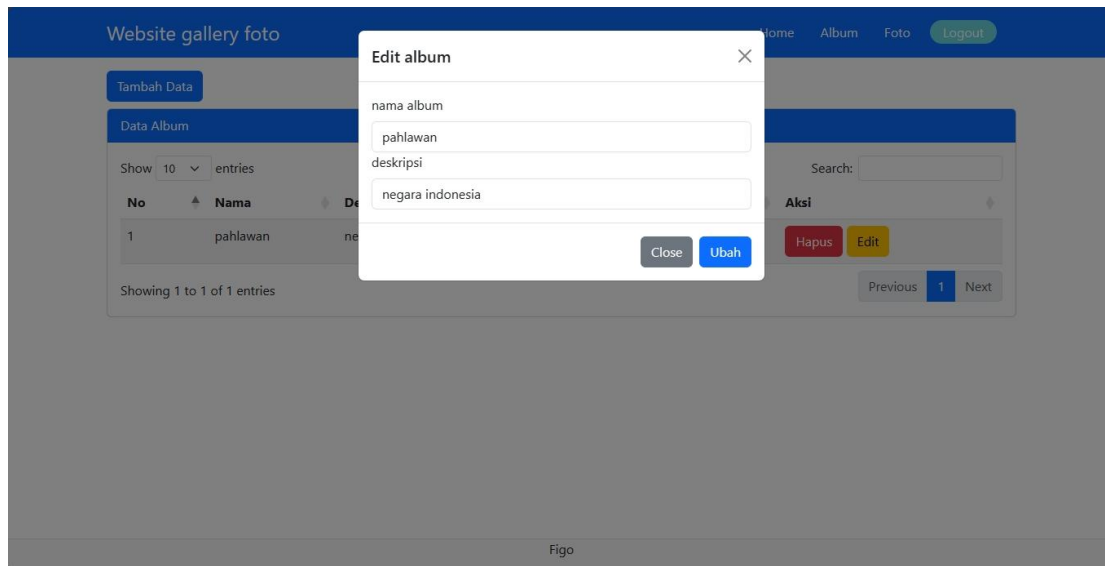 Website gallery foto Home Album Foto Logout
Edit album
Tambah Data
nama album
Data Album
pahlawan
deskripsi
Show 10 entries Search:
negara indonesia
No Nama De Aksi
1 pahlawan ne Hapus Edit
Close Ubah
Showing 1 to 1 of 1 entries Previous 1 Next
Figo